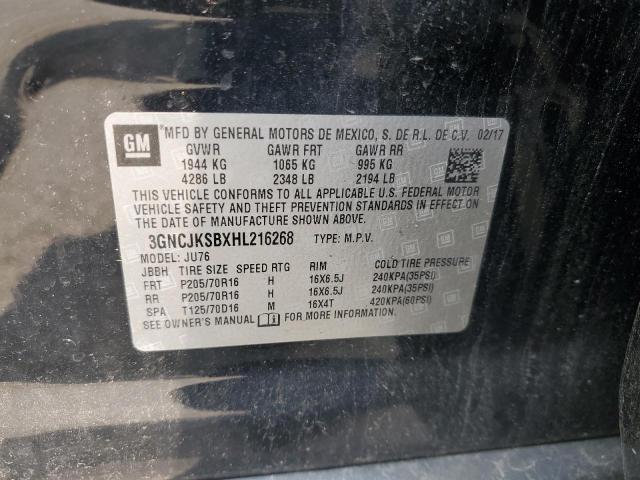 GM
*MFD BY GENERAL MOTORS DE MEXICO, S. DE R.L. DE C.V. 02/17
GVWR GAWR FRT GAWR RR
1944 KG 1065 KG 995 KG
4286 LB 2348 LB 2194 LB
THIS VEHICLE CONFORMS TO ALL APPLICABLE U.S. FEDERAL MOTOR
VEHICLE SAFETY AND THEFT PREVENTION STANDARDS IN EFFECT ON
THE DATE OF MANUFACTURE SHOWN ABOVE.
3GNCJKSBXHL216268 TYPE: M.P.V.
MODEL: JU76
JBBH TIRE SIZE SPEED RTG RIM COLD TIRE PRESSURE
FRT P205/70R16 H 16X6.5J 240KPA(35PSI)
RR P205/70R16 H 16X6.5J 240KPA(35PSI)
SPA T125/70D16 M 16X4T 420KPA(60PSI)
SEE OWNER'S MANUAL FOR MORE INFORMATION.